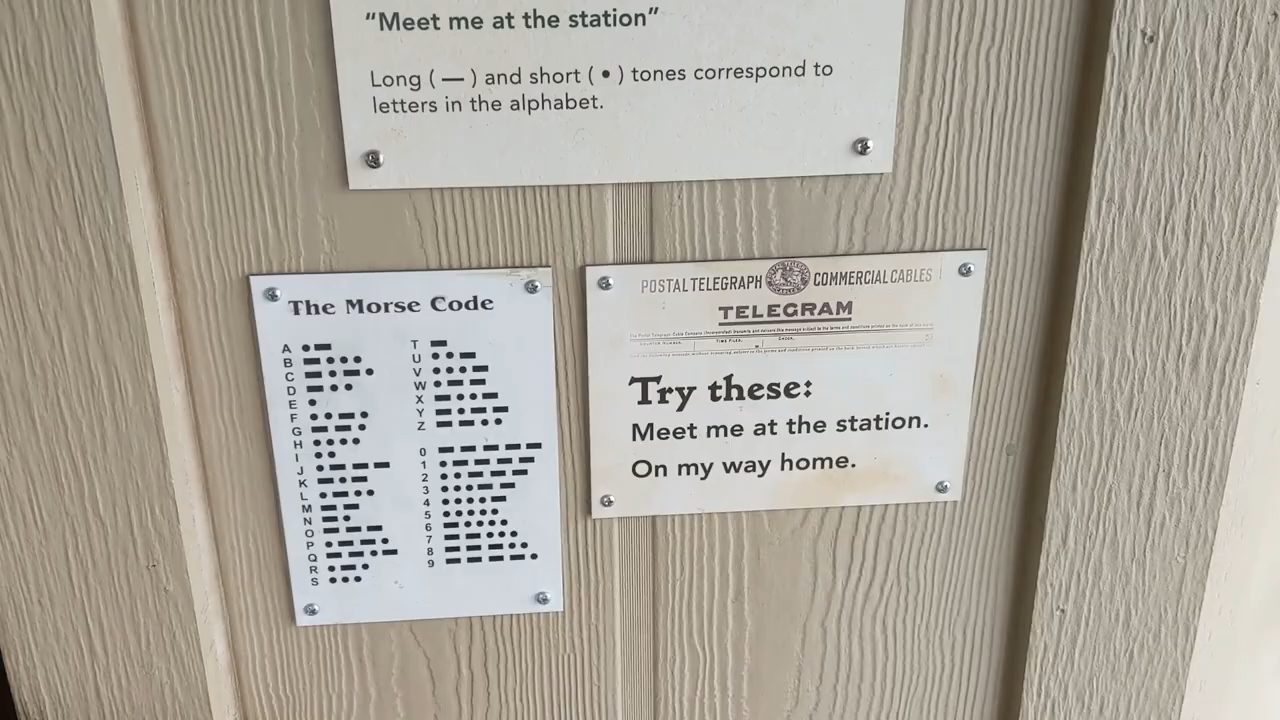 “Meet me at the station”
Long ( — ) and short ( • ) tones correspond to
letters in the alphabet.
The Morse Code
A • —
B — • • •
C — • — •
D — • •
E •
F • • — •
G — — •
H • • • •
I • •
J • — — —
K — • —
L • — • •
M — —
N — •
O — — —
P • — — •
Q — — • —
R • — •
S • • •
T —
U • • —
V • • • —
W • — —
X — • • —
Y — • — —
Z — — • •
0 — — — — —
1 • — — — —
2 • • — — —
3 • • • — —
4 • • • • —
5 • • • • •
6 — • • • •
7 — — • • •
8 — — — • •
9 — — — — •
POSTAL TELEGRAPH COMMERCIAL CABLES
TELEGRAM
Try these:
Meet me at the station.
On my way home.